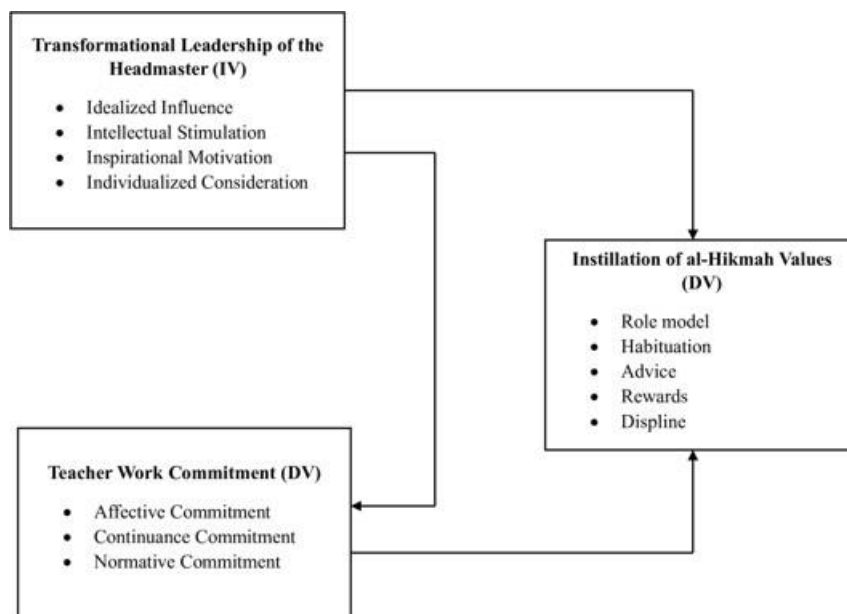 Transformational Leadership of the
Headmaster (IV)
• Idealized Influence
• Intellectual Stimulation
• Inspirational Motivation
• Individualized Consideration
Instillation of al-Hikmah Values
(DV)
• Role model
• Habituation
• Advice
• Rewards
• Displine
Teacher Work Commitment (DV)
• Affective Commitment
• Continuance Commitment
• Normative Commitment